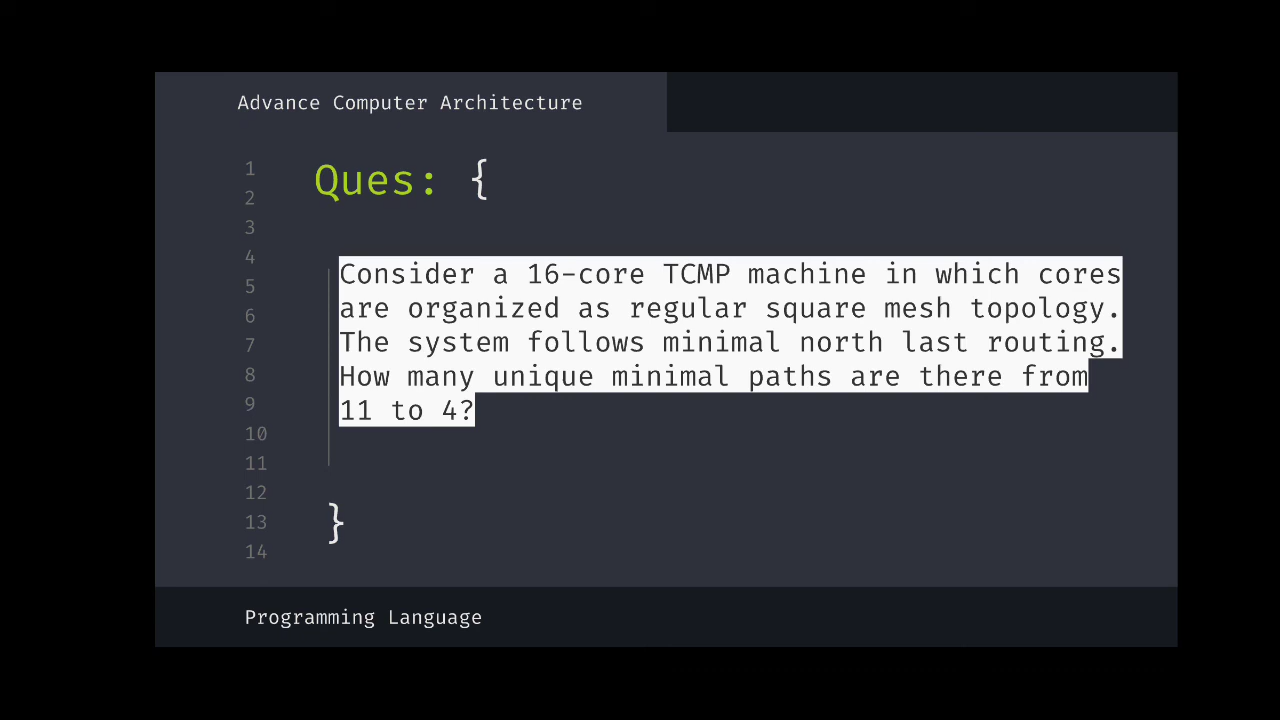 Advance Computer Architecture
1
2
3
4
5
6
7
8
9
10
11
12
13
14
Ques: {
Consider a 16-core TCMP machine in which cores
are organized as regular square mesh topology.
The system follows minimal north last routing.
How many unique minimal paths are there from
11 to 4?
}
Programming Language